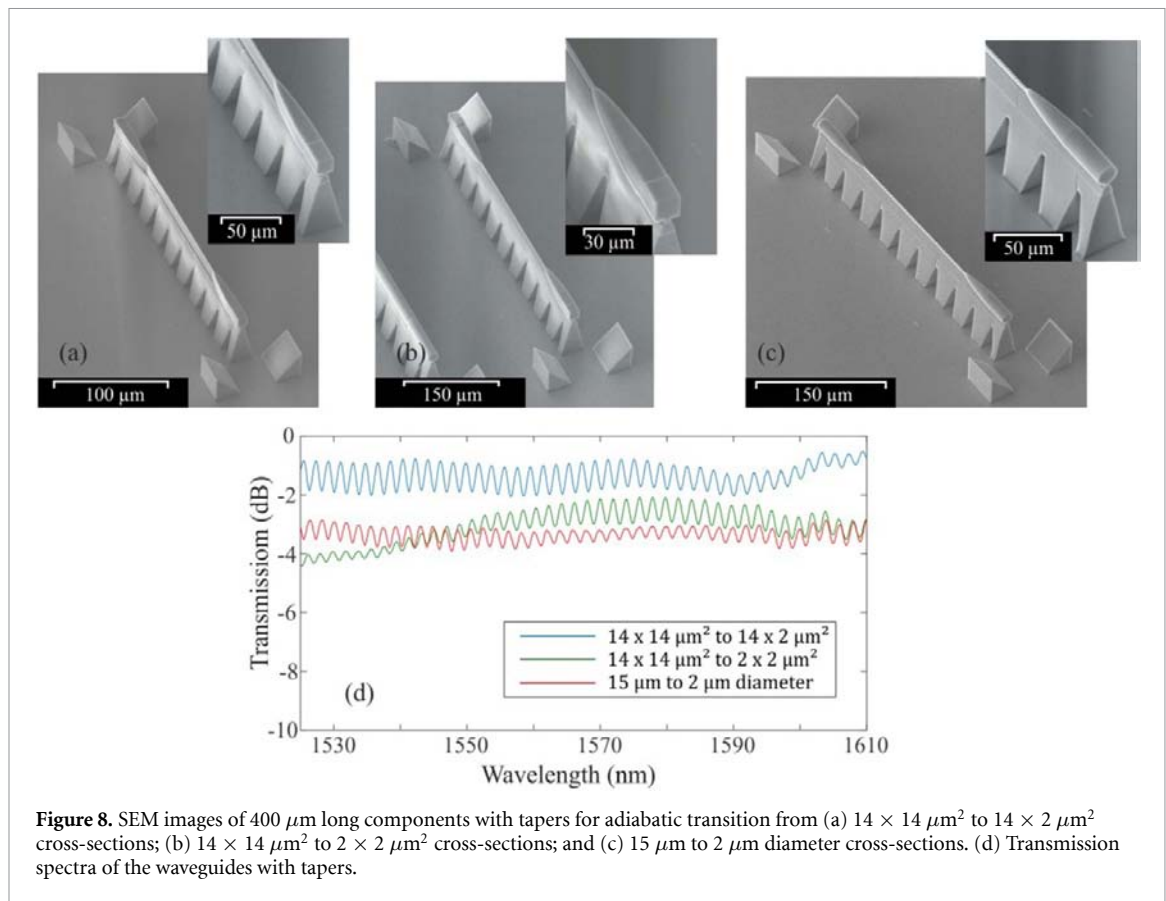 50 µm
30 µm
50 µm
(a)
(b)
(c)
100 µm
150 µm
150 µm
Transmissiom (dB)
0
-2
-4
-6
-8
-10
14 x 14 µm² to 14 x 2 µm²
14 x 14 µm² to 2 x 2 µm²
15 µm to 2 µm diameter
(d)
1530 1550 1570 1590 1610
Wavelength (nm)
Figure 8. SEM images of 400 µm long components with tapers for adiabatic transition from (a) 14 × 14 µm² to 14 × 2 µm²
cross-sections; (b) 14 × 14 µm² to 2 × 2 µm² cross-sections; and (c) 15 µm to 2 µm diameter cross-sections. (d) Transmission
spectra of the waveguides with tapers.